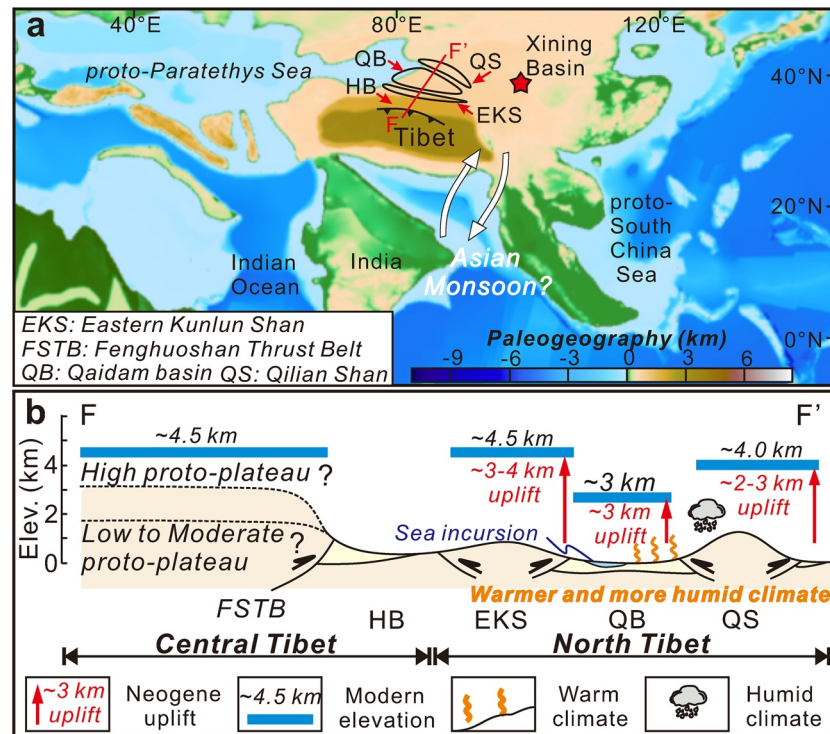 a
40°E
80°E
120°E
proto-Paratethys Sea
QB
F'
QS
Xining
Basin
40°N
HB
F
EKS
Tibet
20°N
proto-
South
China
Sea
Indian
Ocean
India
Asian
Monsoon?
EKS: Eastern Kunlun Shan
FSTB: Fenghuoshan Thrust Belt
QB: Qaidam basin QS: Qilian Shan
Paleogeography (km)
0°N
-9 -6 -3 0 3 6
b
F
F'
Elev. (km)
4
2
0
~4.5 km
High proto-plateau ?
Low to Moderate ?
proto-plateau
~4.5 km
~3-4 km
uplift
~3 km
~3 km
uplift
~4.0 km
~2-3 km
uplift
Sea incursion
Warmer and more humid climate
FSTB
HB
EKS
QB
QS
Central Tibet
North Tibet
~3 km
uplift
Neogene
uplift
~4.5 km
Modern
elevation
Warm
climate
Humid
climate